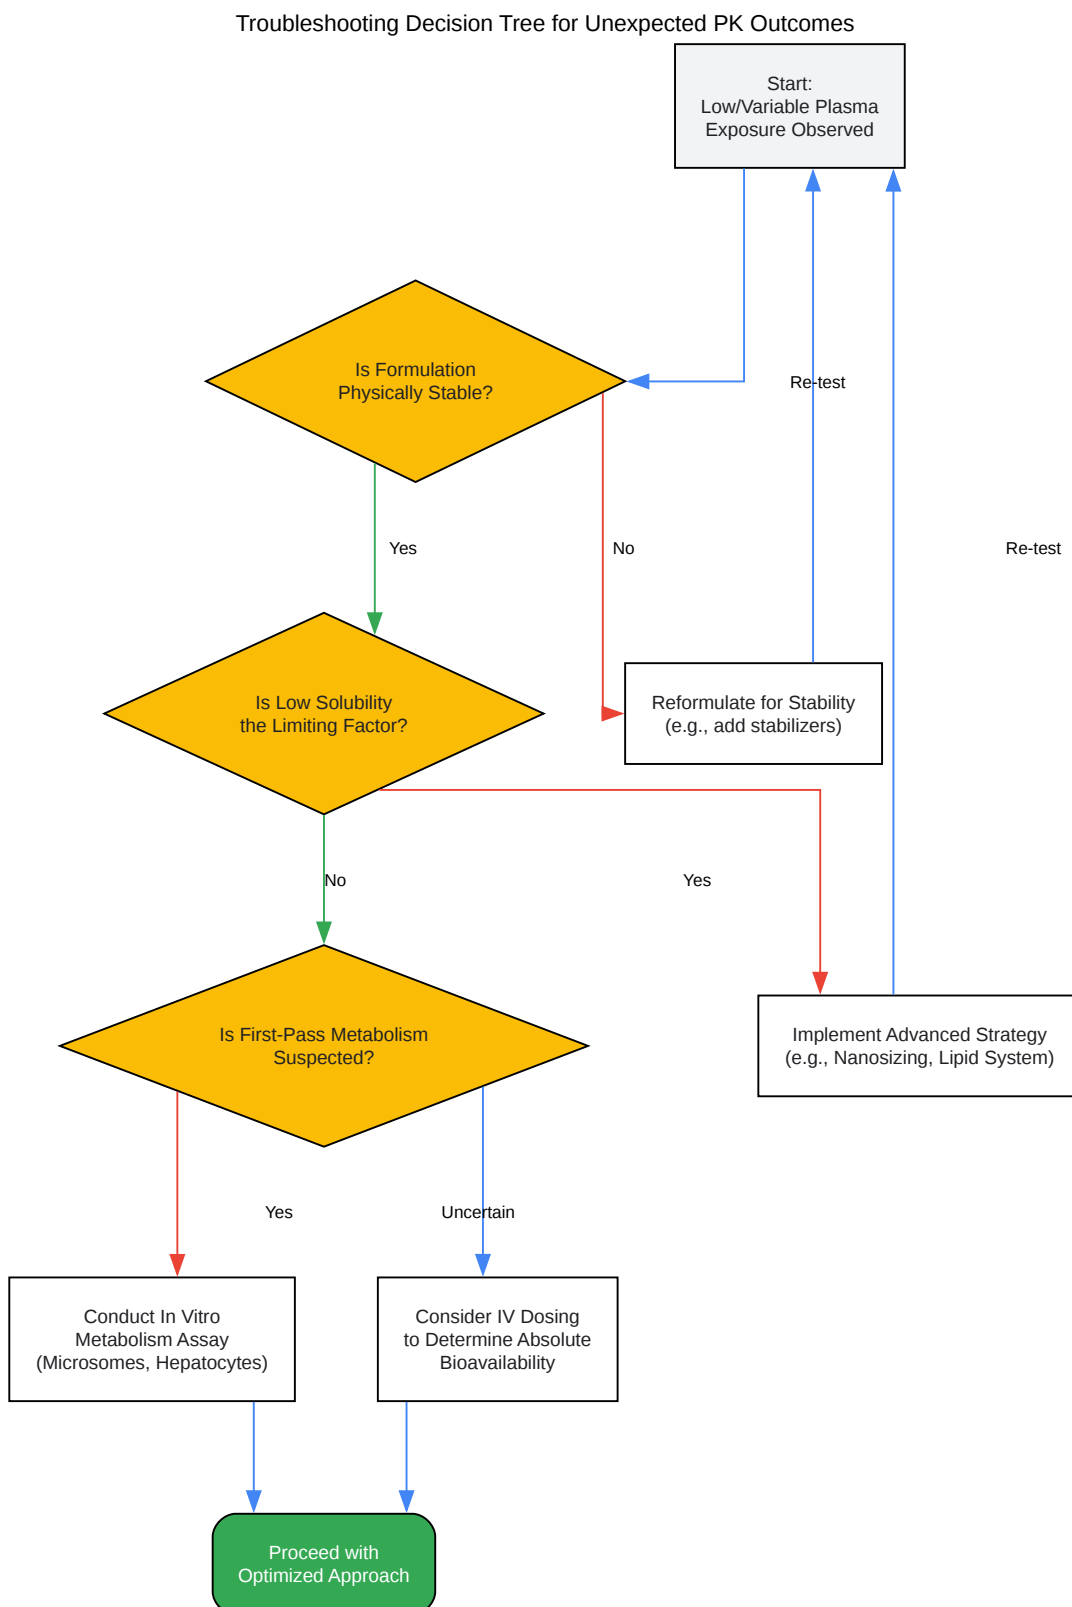 Troubleshooting Decision Tree for Unexpected PK Outcomes
Start:
Low/Variable Plasma
Exposure Observed
Is Formulation
Physically Stable?
Re-test
Yes
No
Re-test
Is Low Solubility
the Limiting Factor?
Reformulate for Stability
(e.g., add stabilizers)
No
Yes
Is First-Pass Metabolism
Suspected?
Implement Advanced Strategy
(e.g., Nanosizing, Lipid System)
Yes
Uncertain
Conduct In Vitro
Metabolism Assay
(Microsomes, Hepatocytes)
Consider IV Dosing
to Determine Absolute
Bioavailability
Proceed with
Optimized Approach